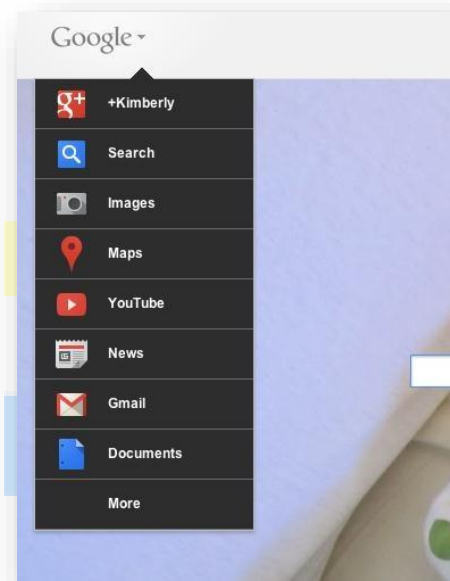 Google
+Kimberly
Search
Images
Maps
YouTube
News
Gmail
Documents
More